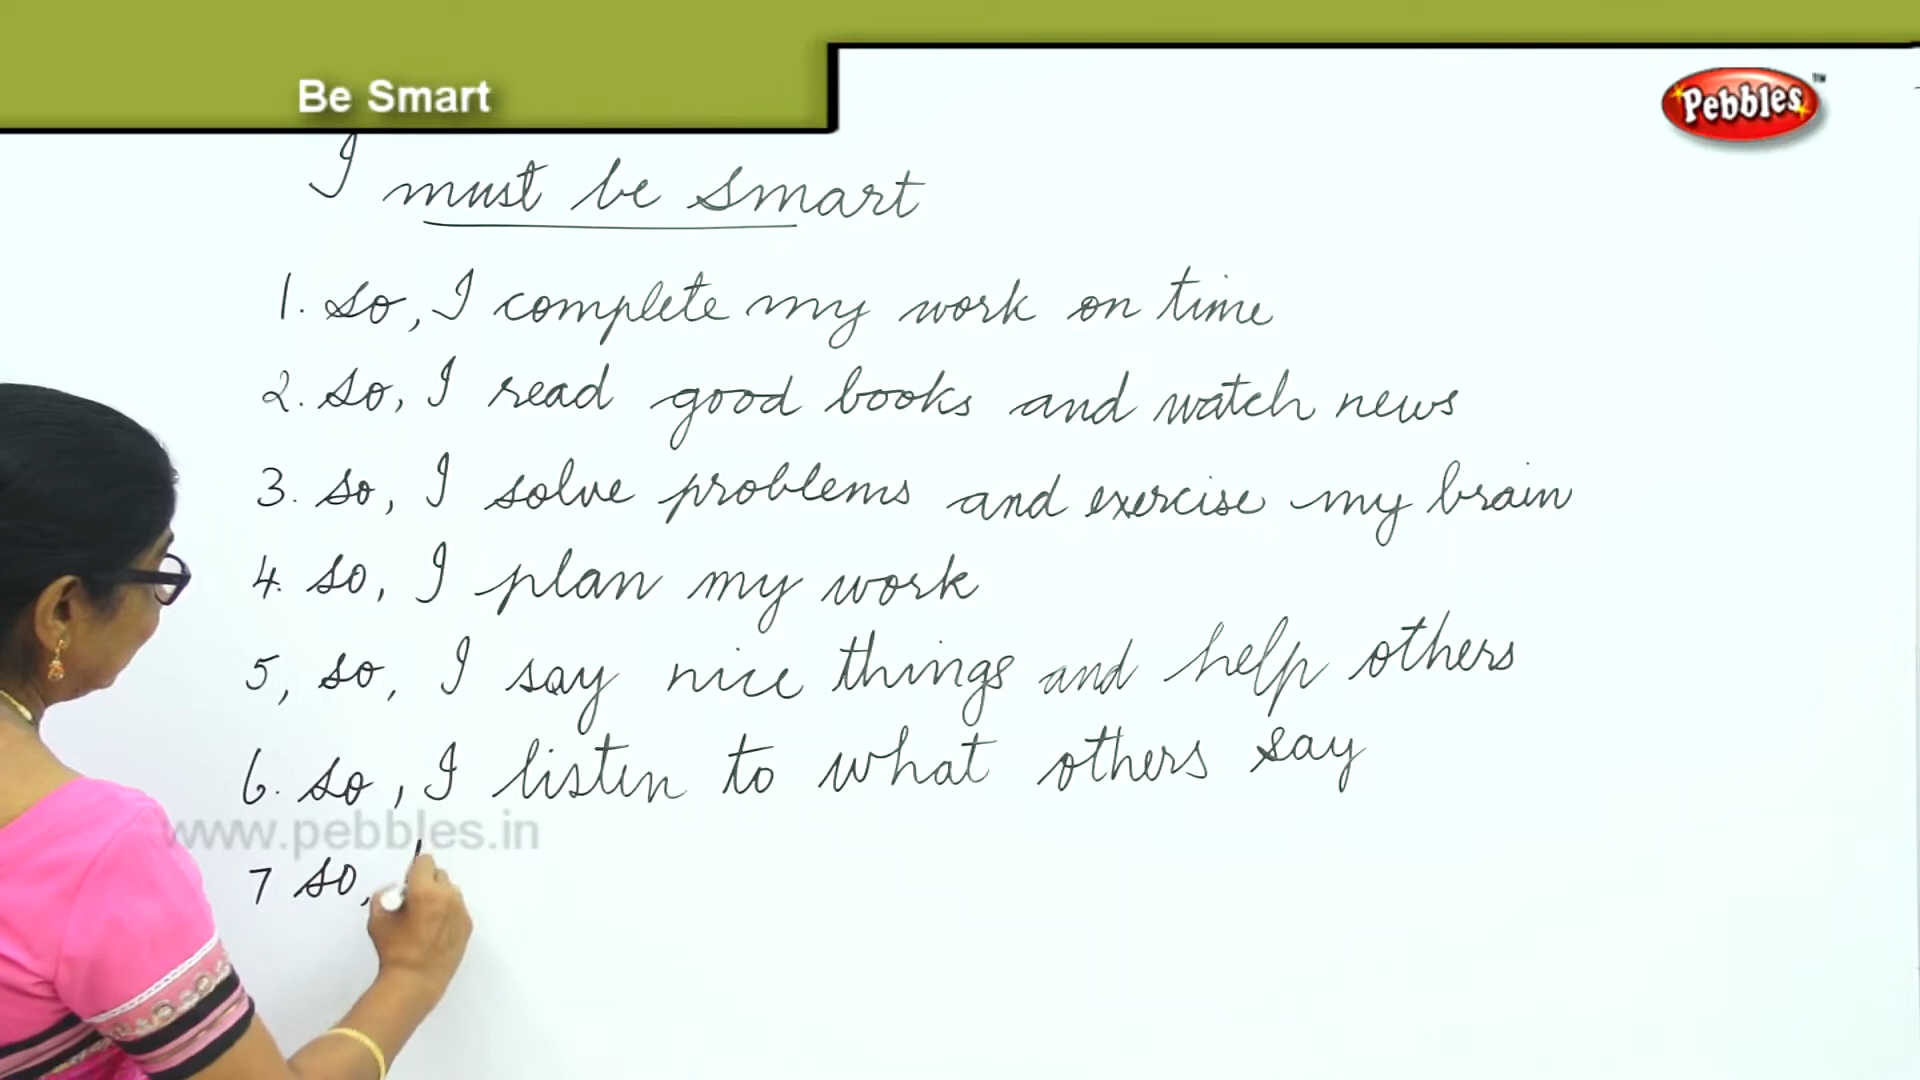 Be Smart
Pebbles™
I must be smart
1. so, I complete my work on time
2. so, I read good books and watch news
3. so, I solve problems and exercise my brain
4. so, I plan my work
5, so, I say nice things and help others
6. so, I listen to what others say
www.pebbles.in
7 so,